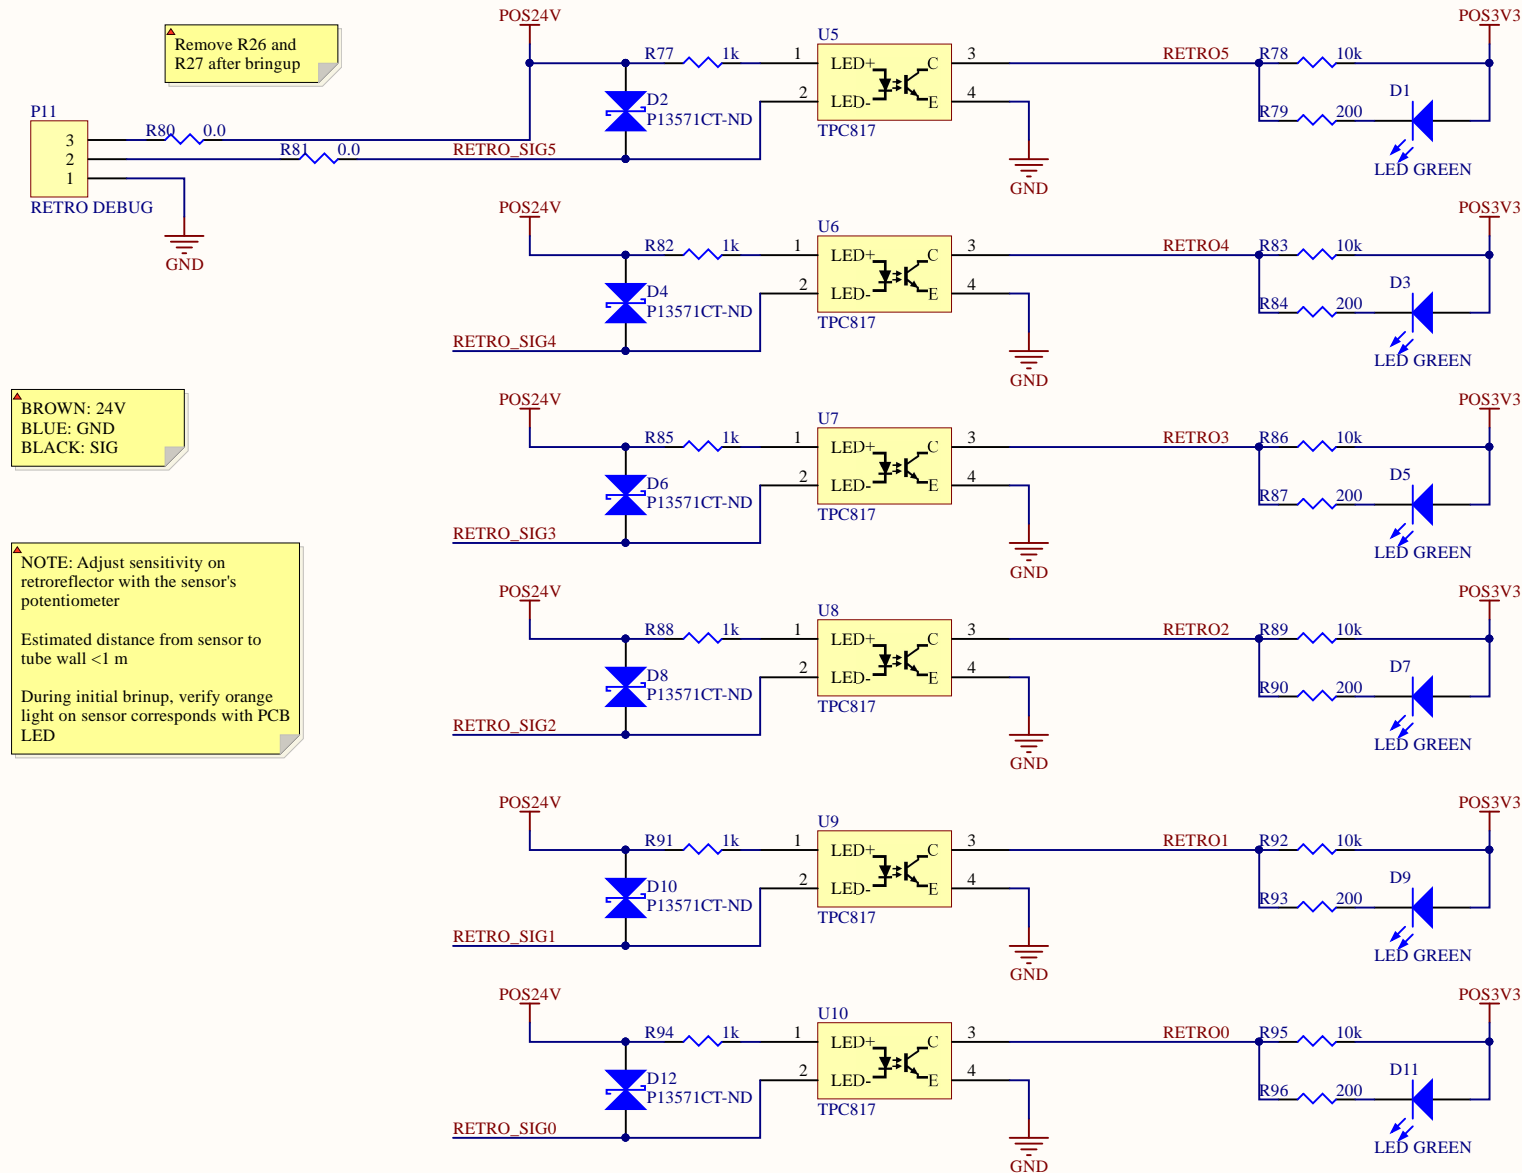 POS24V
POS3V3
Remove R26 and
R27 after bringup
U5
R77 1k 1 LED+ C 3 RETRO5 R78 10k
D2
P13571CT-ND
2 LED- E 4
TPC817
D1
R79 200
LED GREEN
GND
P11
3 R80 0.0
2 R81 0.0 RETRO_SIG5
1
RETRO DEBUG
GND
POS24V
POS3V3
U6
R82 1k 1 LED+ C 3 RETRO4 R83 10k
D4
P13571CT-ND
2 LED- E 4
TPC817
D3
R84 200
LED GREEN
RETRO_SIG4
GND
BROWN: 24V
BLUE: GND
BLACK: SIG
POS24V
POS3V3
U7
R85 1k 1 LED+ C 3 RETRO3 R86 10k
D6
P13571CT-ND
2 LED- E 4
TPC817
D5
R87 200
LED GREEN
RETRO_SIG3
GND
NOTE: Adjust sensitivity on
retroreflector with the sensor's
potentiometer
Estimated distance from sensor to
tube wall <1 m
During initial brinup, verify orange
light on sensor corresponds with PCB
LED
POS24V
POS3V3
U8
R88 1k 1 LED+ C 3 RETRO2 R89 10k
D8
P13571CT-ND
2 LED- E 4
TPC817
D7
R90 200
LED GREEN
RETRO_SIG2
GND
POS24V
POS3V3
U9
R91 1k 1 LED+ C 3 RETRO1 R92 10k
D10
P13571CT-ND
2 LED- E 4
TPC817
D9
R93 200
LED GREEN
RETRO_SIG1
GND
POS24V
POS3V3
U10
R94 1k 1 LED+ C 3 RETRO0 R95 10k
D12
P13571CT-ND
2 LED- E 4
TPC817
D11
R96 200
LED GREEN
RETRO_SIG0
GND